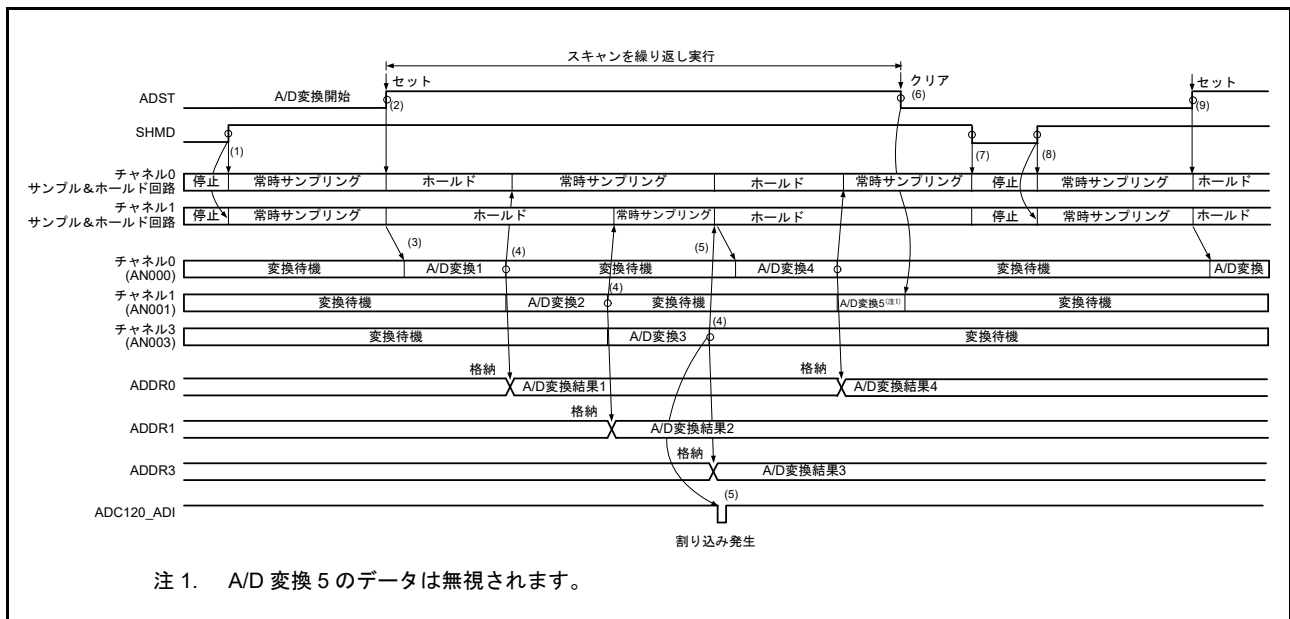 スキャンを繰り返し実行
セット クリア セット
ADST A/D変換開始 (2) (6) (9)
SHMD (1) (7) (8)
チャネル0
サンプル&ホールド回路 停止 常時サンプリング ホールド 常時サンプリング ホールド 常時サンプリング 停止 常時サンプリング ホールド
チャネル1
サンプル&ホールド回路 停止 常時サンプリング ホールド 常時サンプリング ホールド 停止 常時サンプリング ホールド
(3) (4) (5)
チャネル0
(AN000) 変換待機 A/D変換1 変換待機 A/D変換4 変換待機 A/D変換
(4)
チャネル1
(AN001) 変換待機 A/D変換2 変換待機 A/D変換5(注1) 変換待機
(4)
チャネル3
(AN003) 変換待機 A/D変換3 変換待機
格納 格納
ADDR0 A/D変換結果1 A/D変換結果4
格納
ADDR1 A/D変換結果2
格納
ADDR3 A/D変換結果3
(5)
ADC120_ADI
割り込み発生
注 1. A/D 変換 5 のデータは無視されます。